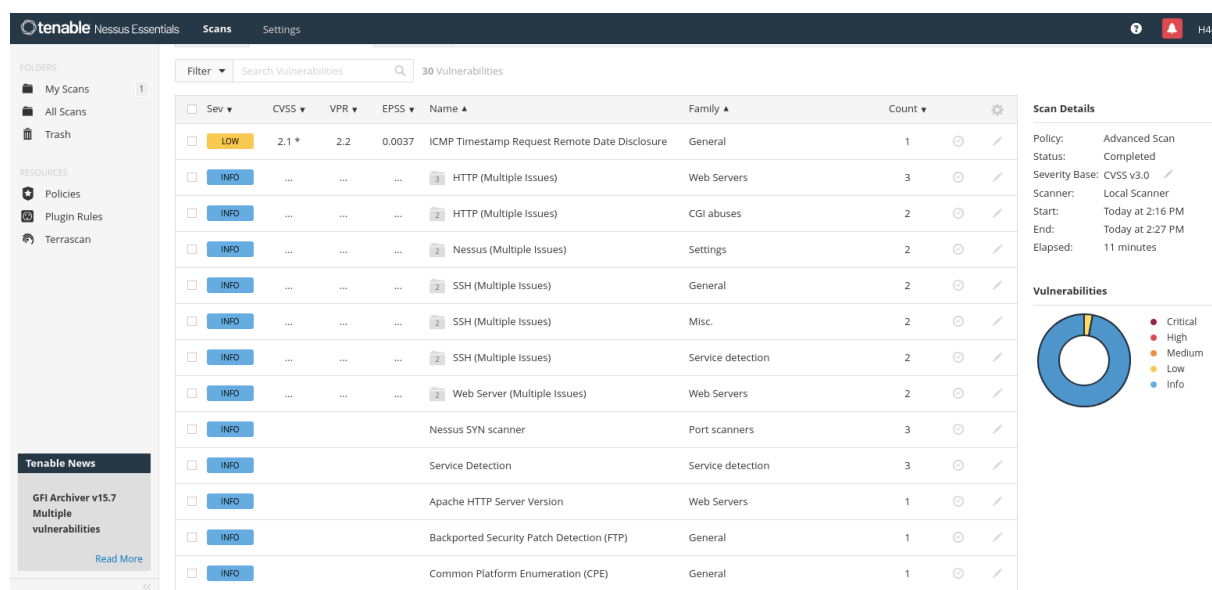 tenable Nessus Essentials Scans Settings H4
FOLDERS
My Scans 1
All Scans
Trash
RESOURCES
Policies
Plugin Rules
Terrascan
Tenable News
GFI Archiver v15.7
Multiple
vulnerabilities
Read More
Filter Search Vulnerabilities 30 Vulnerabilities
Sev CVSS VPR EPSS Name Family Count
LOW 2.1 * 2.2 0.0037 ICMP Timestamp Request Remote Date Disclosure General 1
INFO ... ... ... 3 HTTP (Multiple Issues) Web Servers 3
INFO ... ... ... 2 HTTP (Multiple Issues) CGI abuses 2
INFO ... ... ... 2 Nessus (Multiple Issues) Settings 2
INFO ... ... ... 2 SSH (Multiple Issues) General 2
INFO ... ... ... 2 SSH (Multiple Issues) Misc. 2
INFO ... ... ... 2 SSH (Multiple Issues) Service detection 2
INFO ... ... ... 2 Web Server (Multiple Issues) Web Servers 2
INFO Nessus SYN scanner Port scanners 3
INFO Service Detection Service detection 3
INFO Apache HTTP Server Version Web Servers 1
INFO Backported Security Patch Detection (FTP) General 1
INFO Common Platform Enumeration (CPE) General 1
Scan Details
Policy: Advanced Scan
Status: Completed
Severity Base: CVSS v3.0
Scanner: Local Scanner
Start: Today at 2:16 PM
End: Today at 2:27 PM
Elapsed: 11 minutes
Vulnerabilities
Critical
High
Medium
Low
Info